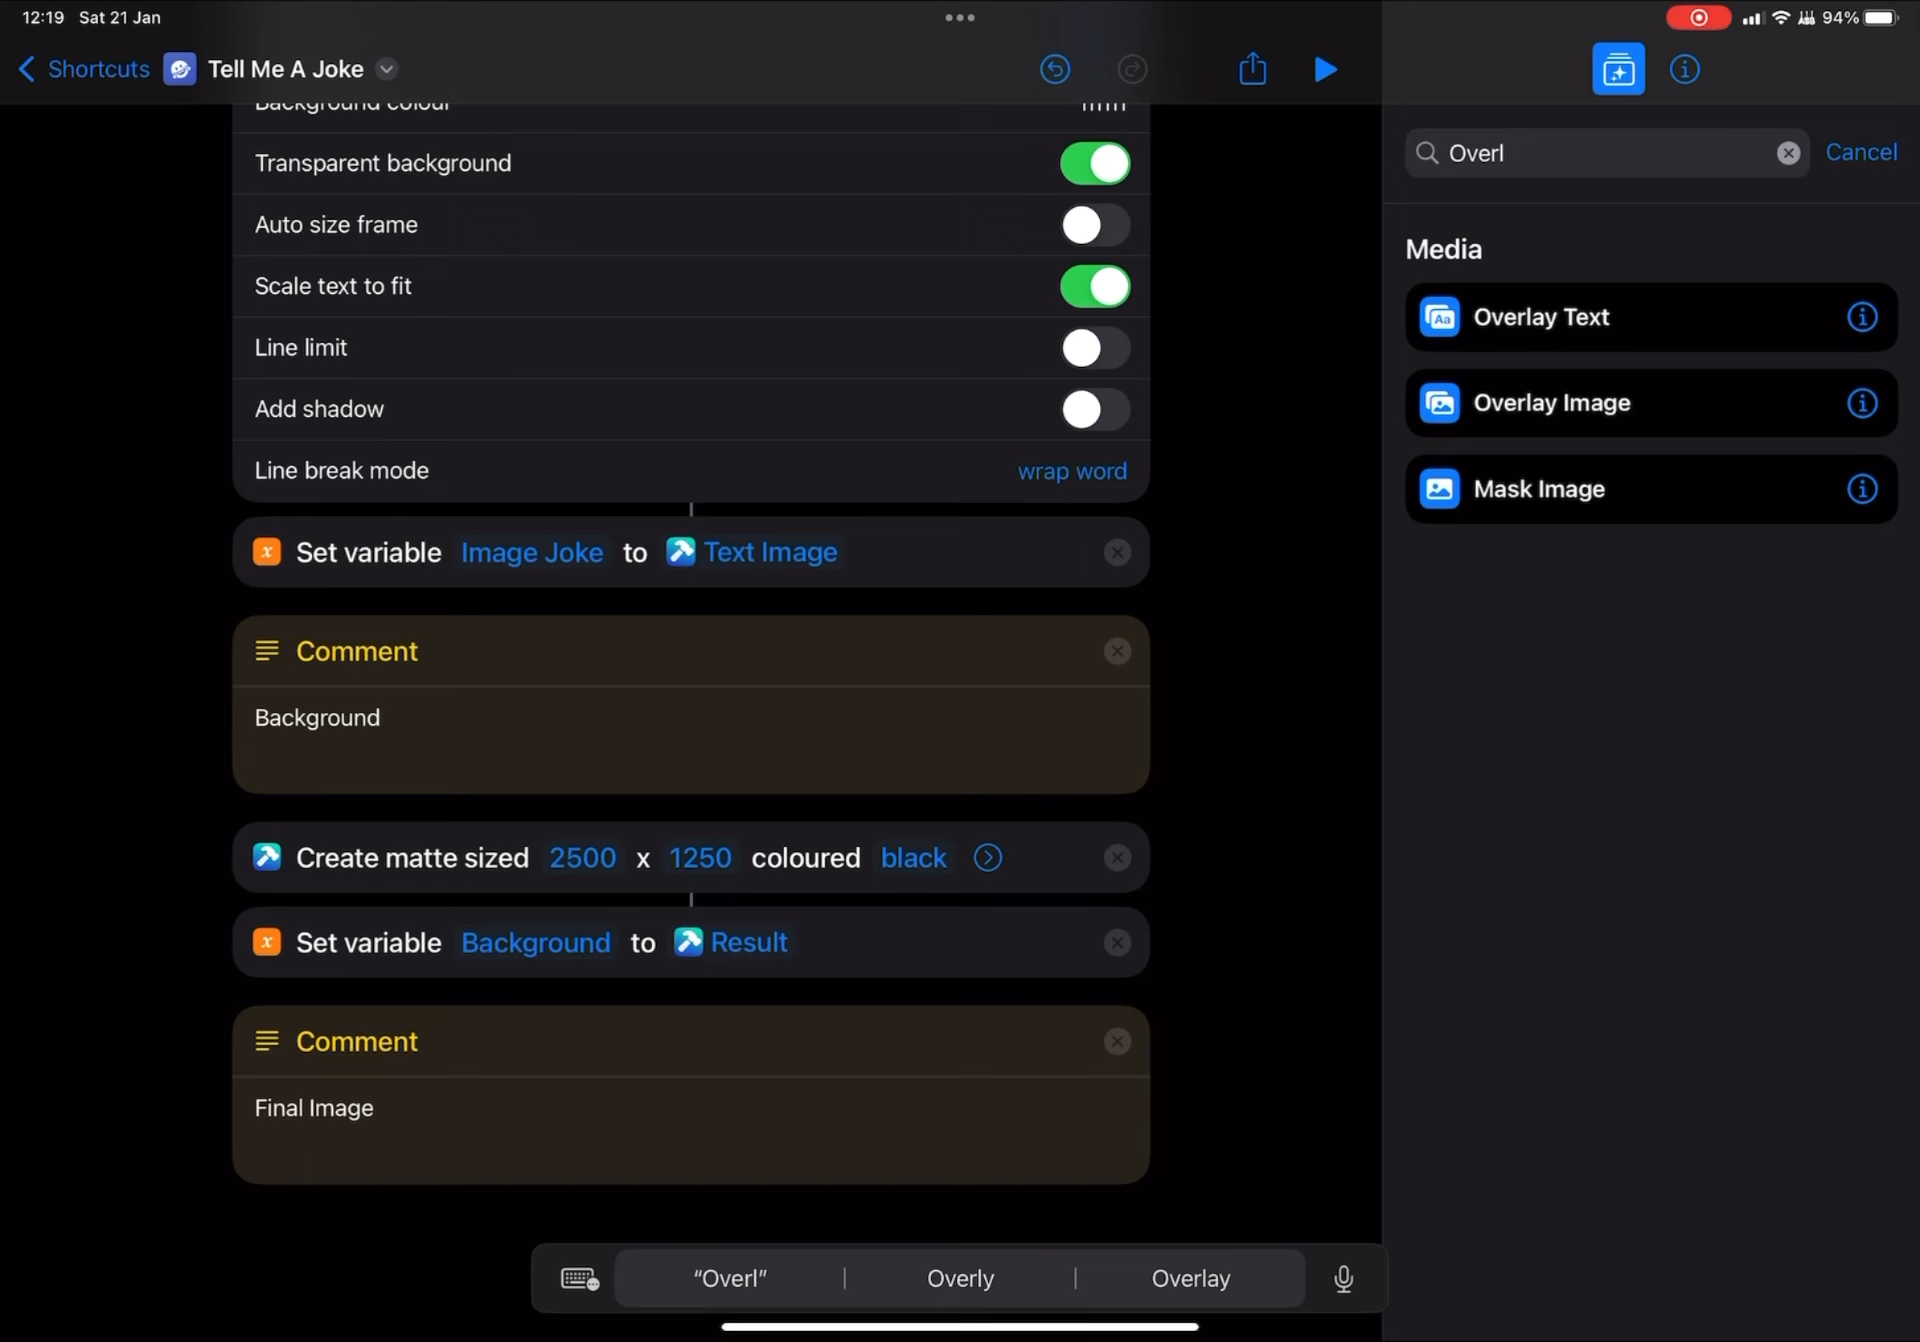 12:19 Sat 21 Jan
94%
Shortcuts Tell Me A Joke
Background colour
Overl Cancel
Transparent background
Auto size frame
Media
Scale text to fit
Overlay Text
Line limit
Overlay Image
Add shadow
Line break mode wrap word
Mask Image
Set variable Image Joke to Text Image
Comment
Background
Create matte sized 2500 x 1250 coloured black
Set variable Background to Result
Comment
Final Image
“Overl” Overly Overlay